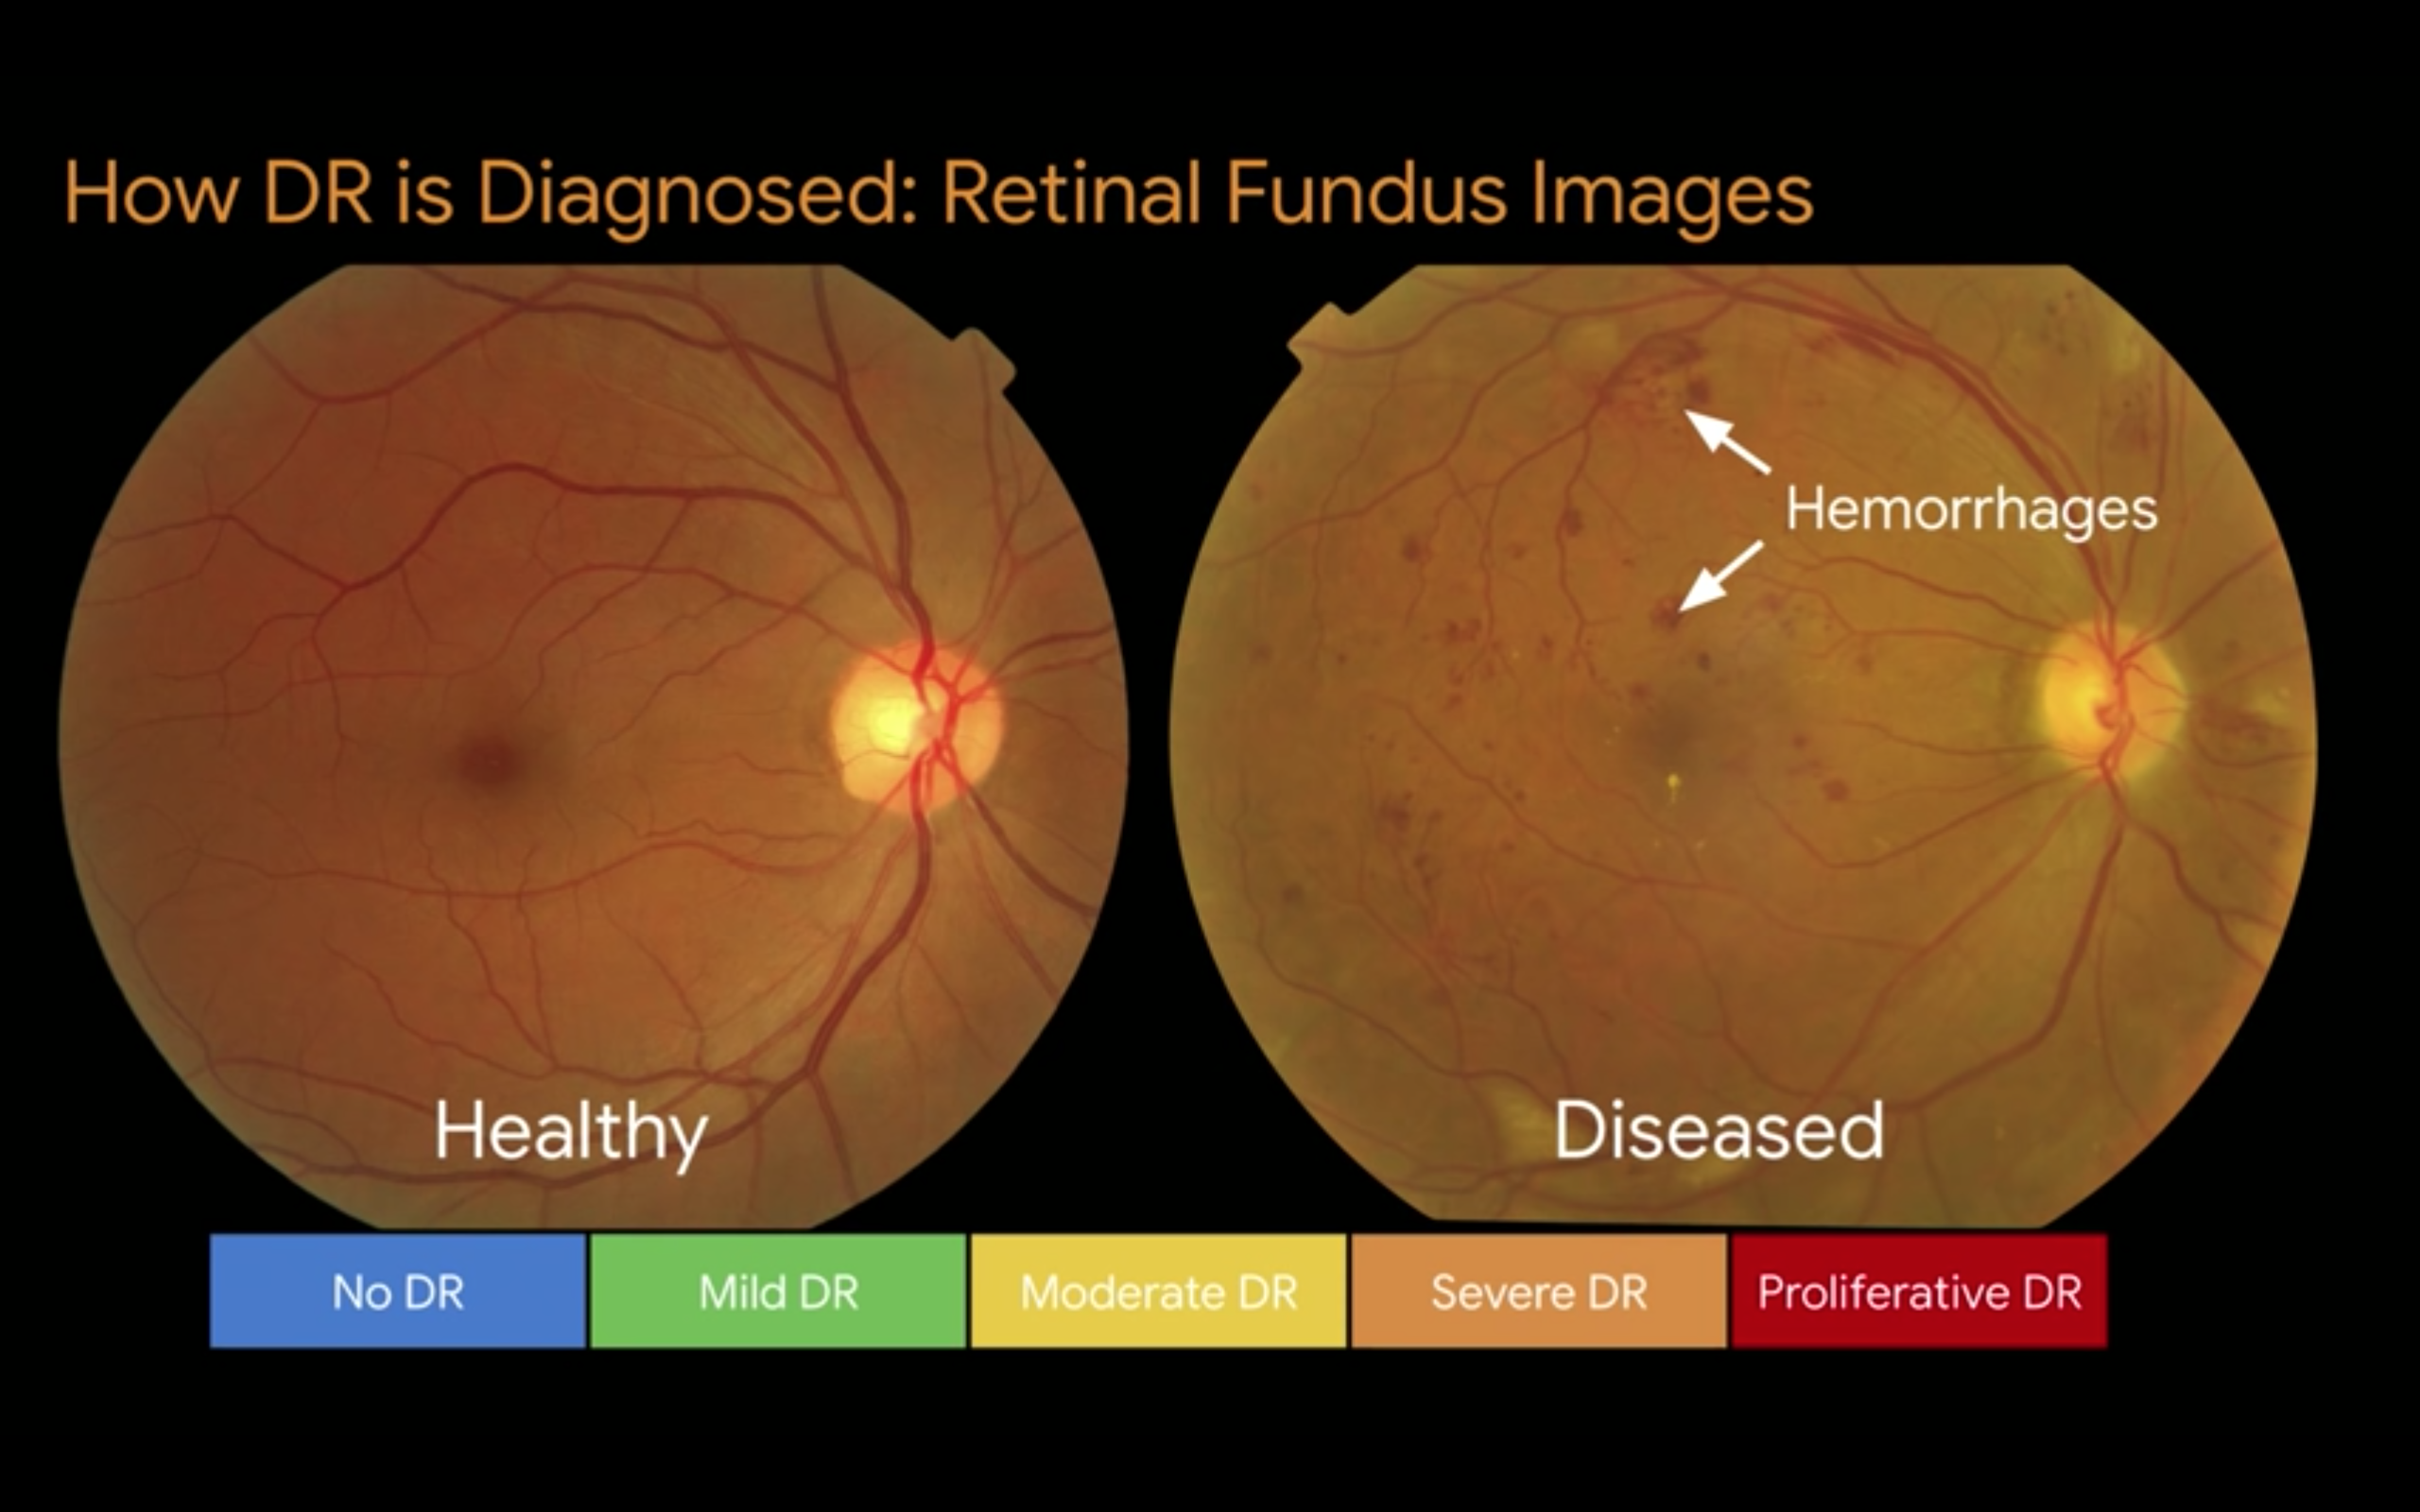 How DR is Diagnosed: Retinal Fundus Images
Hemorrhages
Healthy
Diseased
No DR
Mild DR
Moderate DR
Severe DR
Proliferative DR